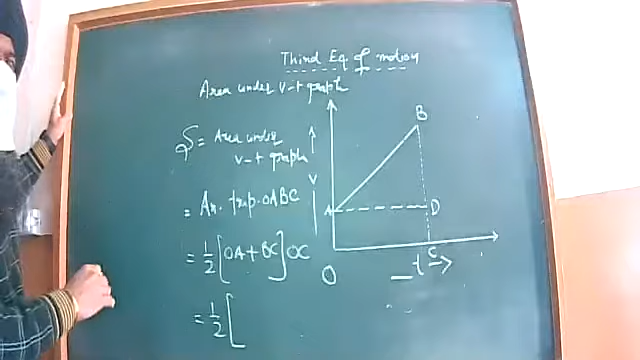 Third Eq of motion
Area under v-t graph
S = Area under
v-t graph
= Ar. trap. OABC
= 1/2 [OA + BC] OC
= 1/2 [
B
V
A
D
O
C
t